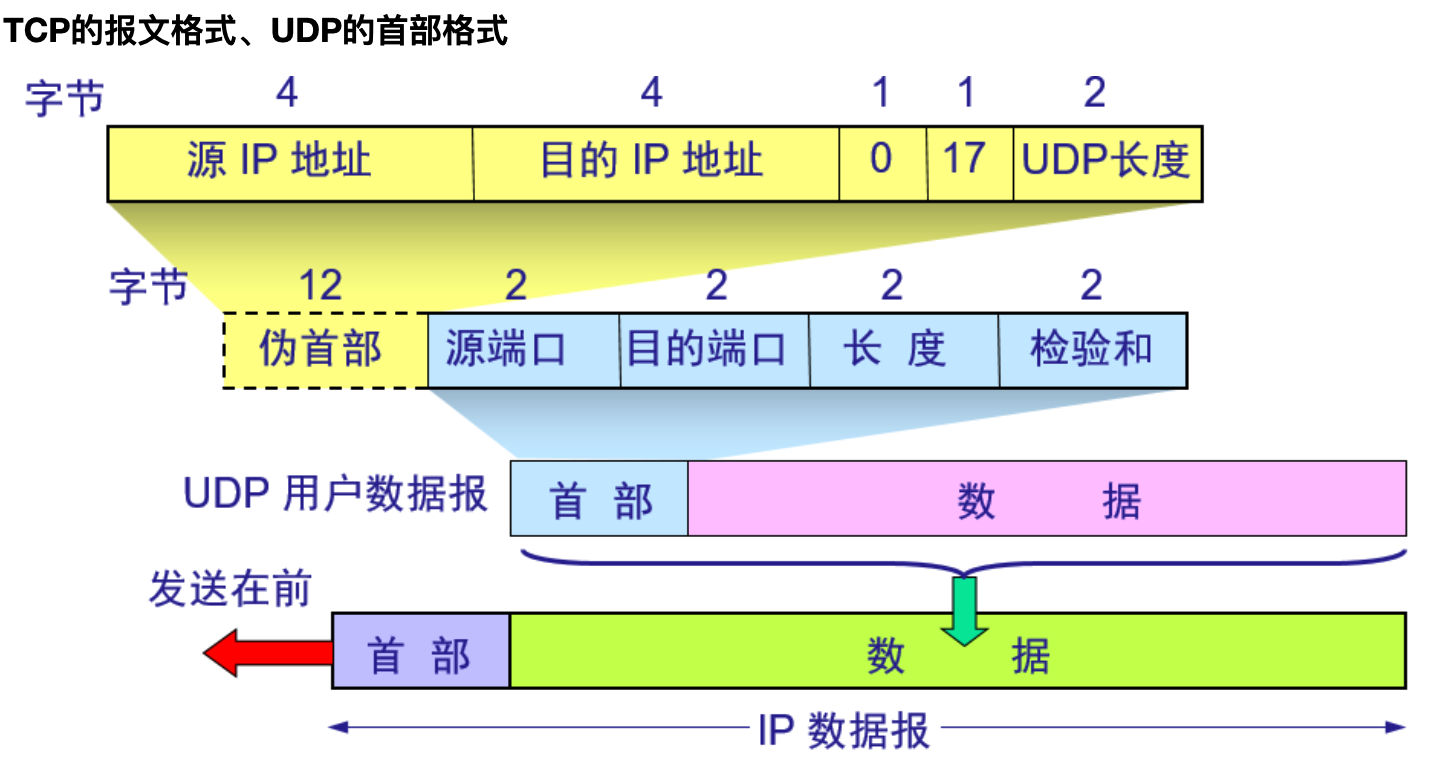 TCP的报文格式、UDP的首部格式
字节 4 4 1 1 2
源 IP 地址 目的 IP 地址 0 17 UDP长度
字节 12 2 2 2 2
伪首部 源端口 目的端口 长 度 检验和
UDP 用户数据报 首 部 数 据
发送在前
首 部 数 据
IP 数据报